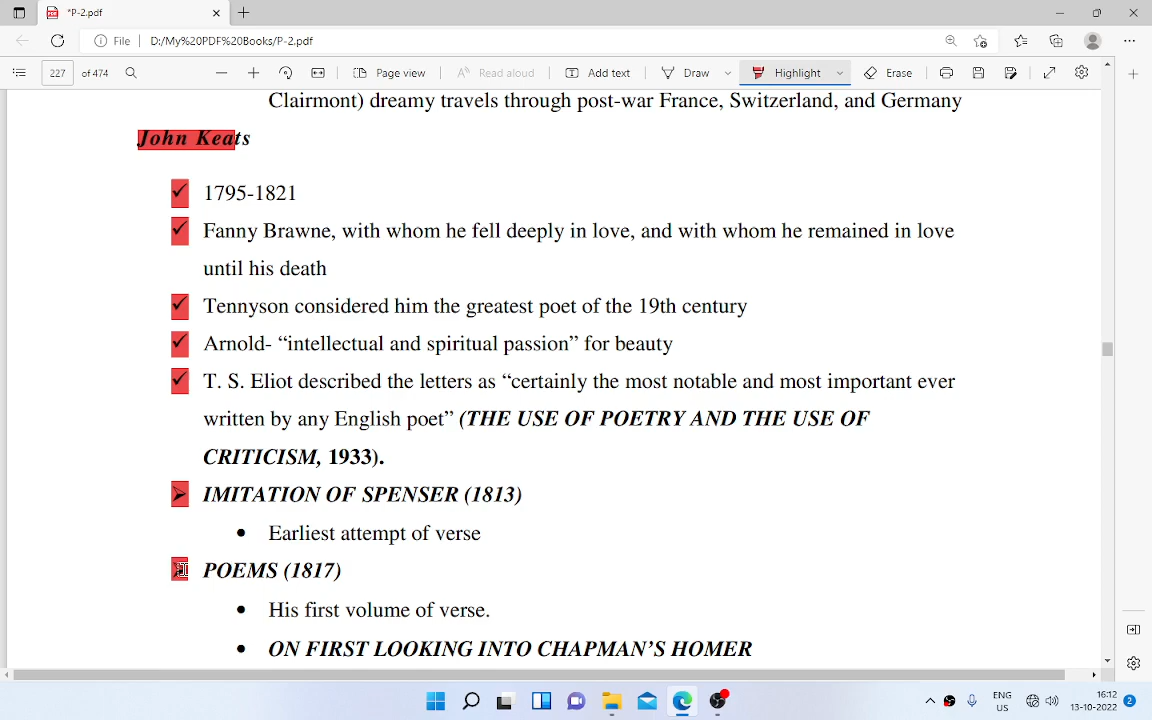 *P-2.pdf
File D:/My%20PDF%20Books/P-2.pdf
227 of 474 Page view Read aloud Add text Draw Highlight Erase
Clairmont) dreamy travels through post-war France, Switzerland, and Germany
John Keats
✓ 1795-1821
✓ Fanny Brawne, with whom he fell deeply in love, and with whom he remained in love
until his death
✓ Tennyson considered him the greatest poet of the 19th century
✓ Arnold- “intellectual and spiritual passion” for beauty
✓ T. S. Eliot described the letters as “certainly the most notable and most important ever
written by any English poet” (THE USE OF POETRY AND THE USE OF
CRITICISM, 1933).
➢ IMITATION OF SPENSER (1813)
• Earliest attempt of verse
➢ POEMS (1817)
• His first volume of verse.
• ON FIRST LOOKING INTO CHAPMAN’S HOMER
ENG 16:12
US 13-10-2022 2